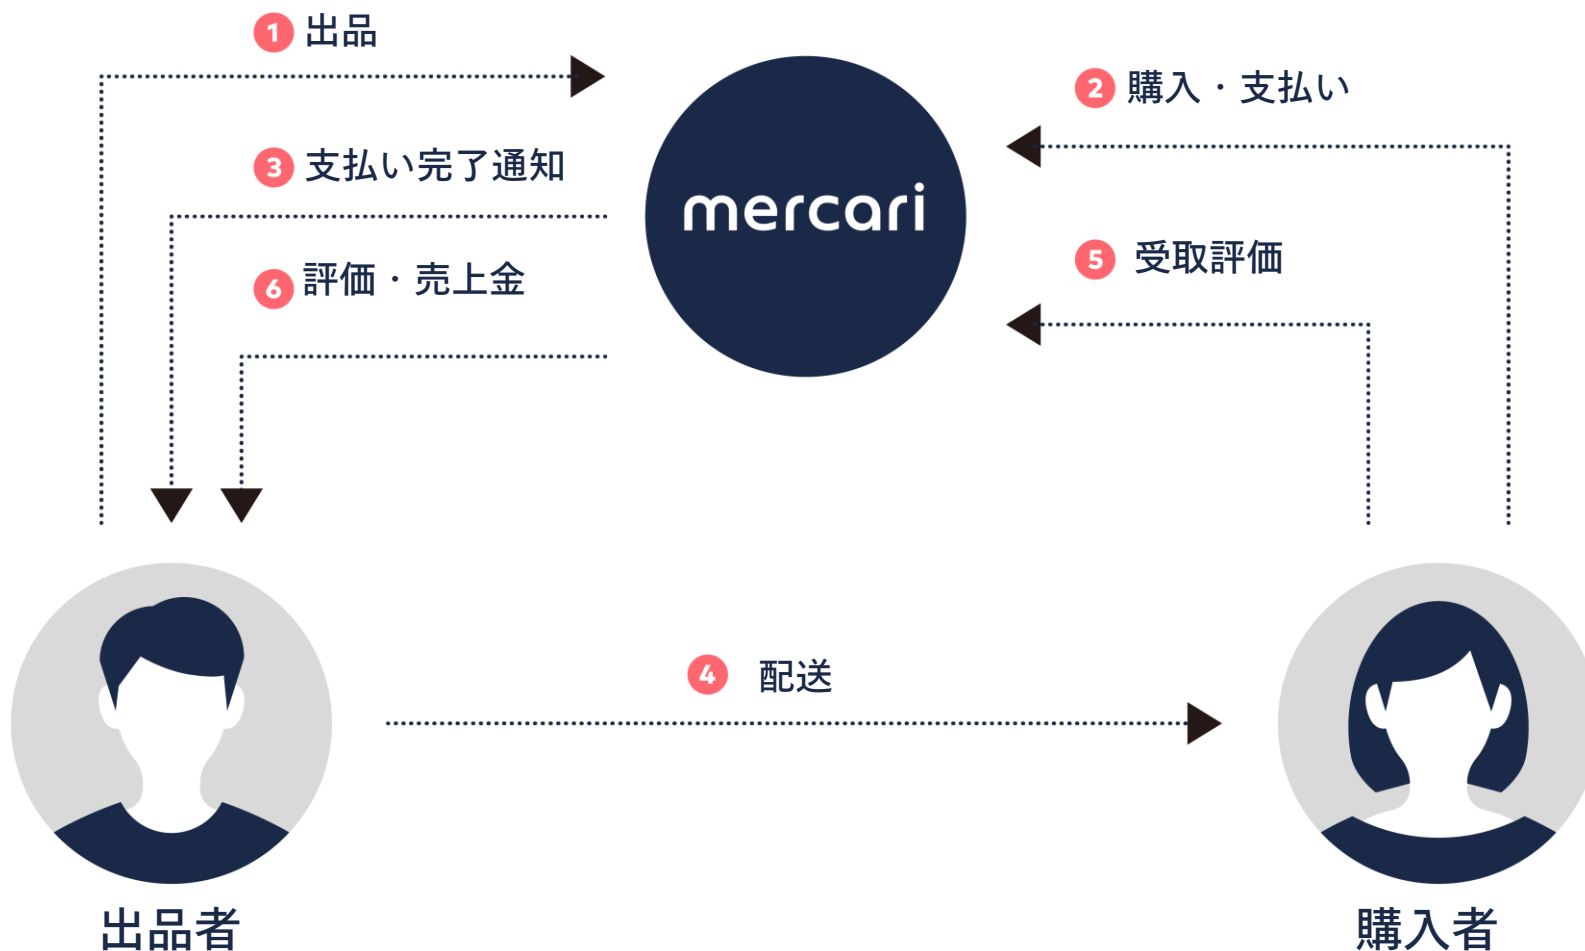 1 出品
2 購入・支払い
3 支払い完了通知
mercari
5 受取評価
6 評価・売上金
4 配送
出品者
購入者